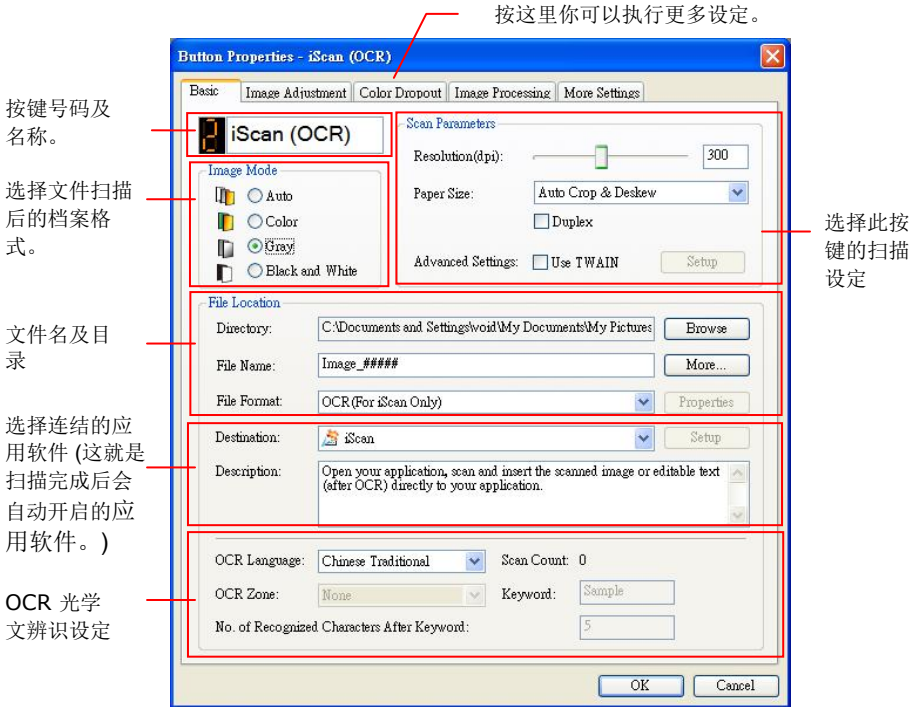 按这里你可以执行更多设定。
Button Properties - iScan (OCR)
Basic Image Adjustment Color Dropout Image Processing More Settings
按键号码及
名称。
2 iScan (OCR)
选择文件扫描
后的档案格
式。
Image Mode
Auto
Color
Gray
Black and White
Scan Parameters
Resolution(dpi): 300
Paper Size: Auto Crop & Deskew
Duplex
Advanced Settings: Use TWAIN Setup
选择此按
键的扫描
设定
文件名及目
录
File Location
Directory: C:\Documents and Settings\void\My Documents\My Pictures Browse
File Name: Image_##### More...
File Format: OCR(For iScan Only) Properties
选择连结的应
用软件 (这就是
扫描完成后会
自动开启的应
用软件。)
Destination: iScan Setup
Description: Open your application, scan and insert the scanned image or editable text
(after OCR) directly to your application.
OCR 光学
文辨识设定
OCR Language: Chinese Traditional Scan Count: 0
OCR Zone: None Keyword: Sample
No. of Recognized Characters After Keyword: 5
OK Cancel